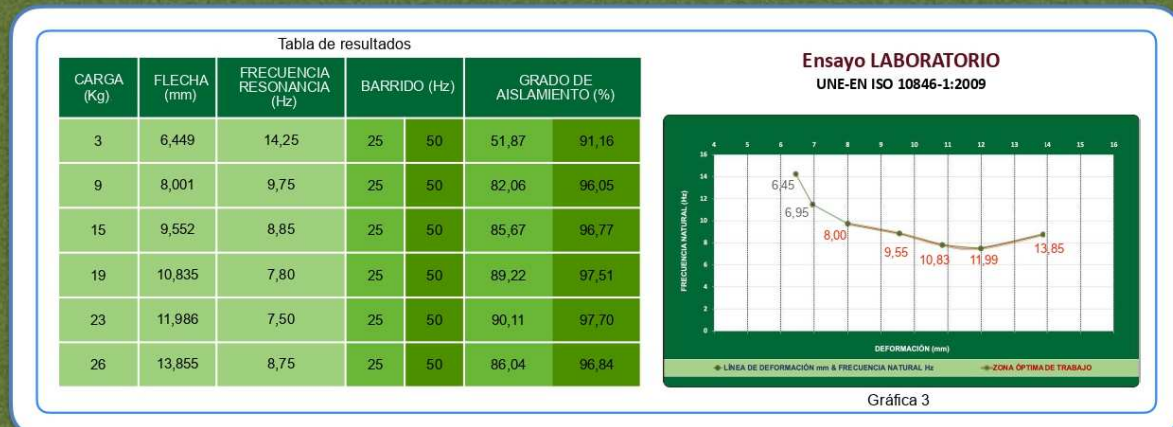 Tabla de resultados
CARGA (Kg) FLECHA (mm) FRECUENCIA RESONANCIA (Hz) BARRIDO (Hz) GRADO DE AISLAMIENTO (%)
3 6,449 14,25 25 50 51,87 91,16
9 8,001 9,75 25 50 82,06 96,05
15 9,552 8,85 25 50 85,67 96,77
19 10,835 7,80 25 50 89,22 97,51
23 11,986 7,50 25 50 90,11 97,70
26 13,855 8,75 25 50 86,04 96,84
Ensayo LABORATORIO
UNE-EN ISO 10846-1:2009
4 5 6 7 8 9 10 11 12 13 14 15 16
16
14
12
10
8
6
4
2
0
FRECUENCIA NATURAL (Hz)
6,45
6,95
8,00
9,55
10,83
11,99
13,85
DEFORMACIÓN (mm)
LÍNEA DE DEFORMACIÓN mm & FRECUENCIA NATURAL Hz
ZONA ÓPTIMA DE TRABAJO
Gráfica 3